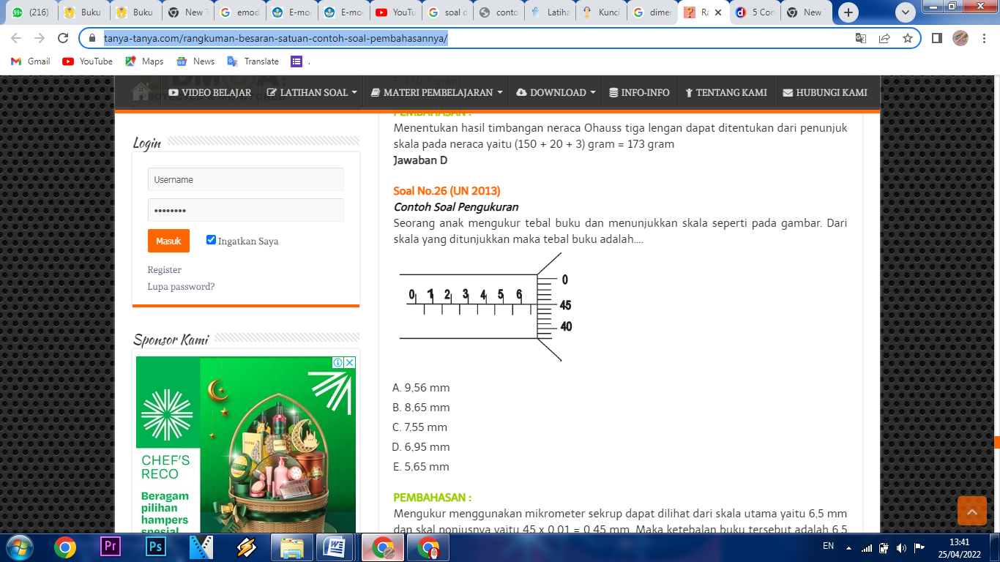 (216)
Buku
Buku
New T
emod
E-mod
E-mod
YouTu
soal d
conto
Latiha
Kunci
dimer
Ra
5 Con
New T
tanya-tanya.com/rangkuman-besaran-satuan-contoh-soal-pembahasannya/
Gmail YouTube Maps News Translate .
VIDEO BELAJAR LATIHAN SOAL MATERI PEMBELAJARAN DOWNLOAD INFO-INFO TENTANG KAMI HUBUNGI KAMI
PEMBAHASAN :
Menentukan hasil timbangan neraca Ohauss tiga lengan dapat ditentukan dari penunjuk
skala pada neraca yaitu (150 + 20 + 3) gram = 173 gram
Jawaban D
Soal No.26 (UN 2013)
Contoh Soal Pengukuran
Seorang anak mengukur tebal buku dan menunjukkan skala seperti pada gambar. Dari
skala yang ditunjukkan maka tebal buku adalah....
0 1 2 3 4 5 6
0
45
40
A. 9,56 mm
B. 8,65 mm
C. 7,55 mm
D. 6,95 mm
E. 5,65 mm
PEMBAHASAN :
Mengukur menggunakan mikrometer sekrup dapat dilihat dari skala utama yaitu 6,5 mm
dan skal noniusnya yaitu 45 x 0,01 = 0,45 mm. Maka ketebalan buku tersebut adalah 6,5
Login
Username
Masuk
Ingatkan Saya
Register
Lupa password?
Sponsor Kami
CHEF'S
RECO
Beragam
pilihan
hampers
spesial
Pr
Ps
EN
13:41
25/04/2022